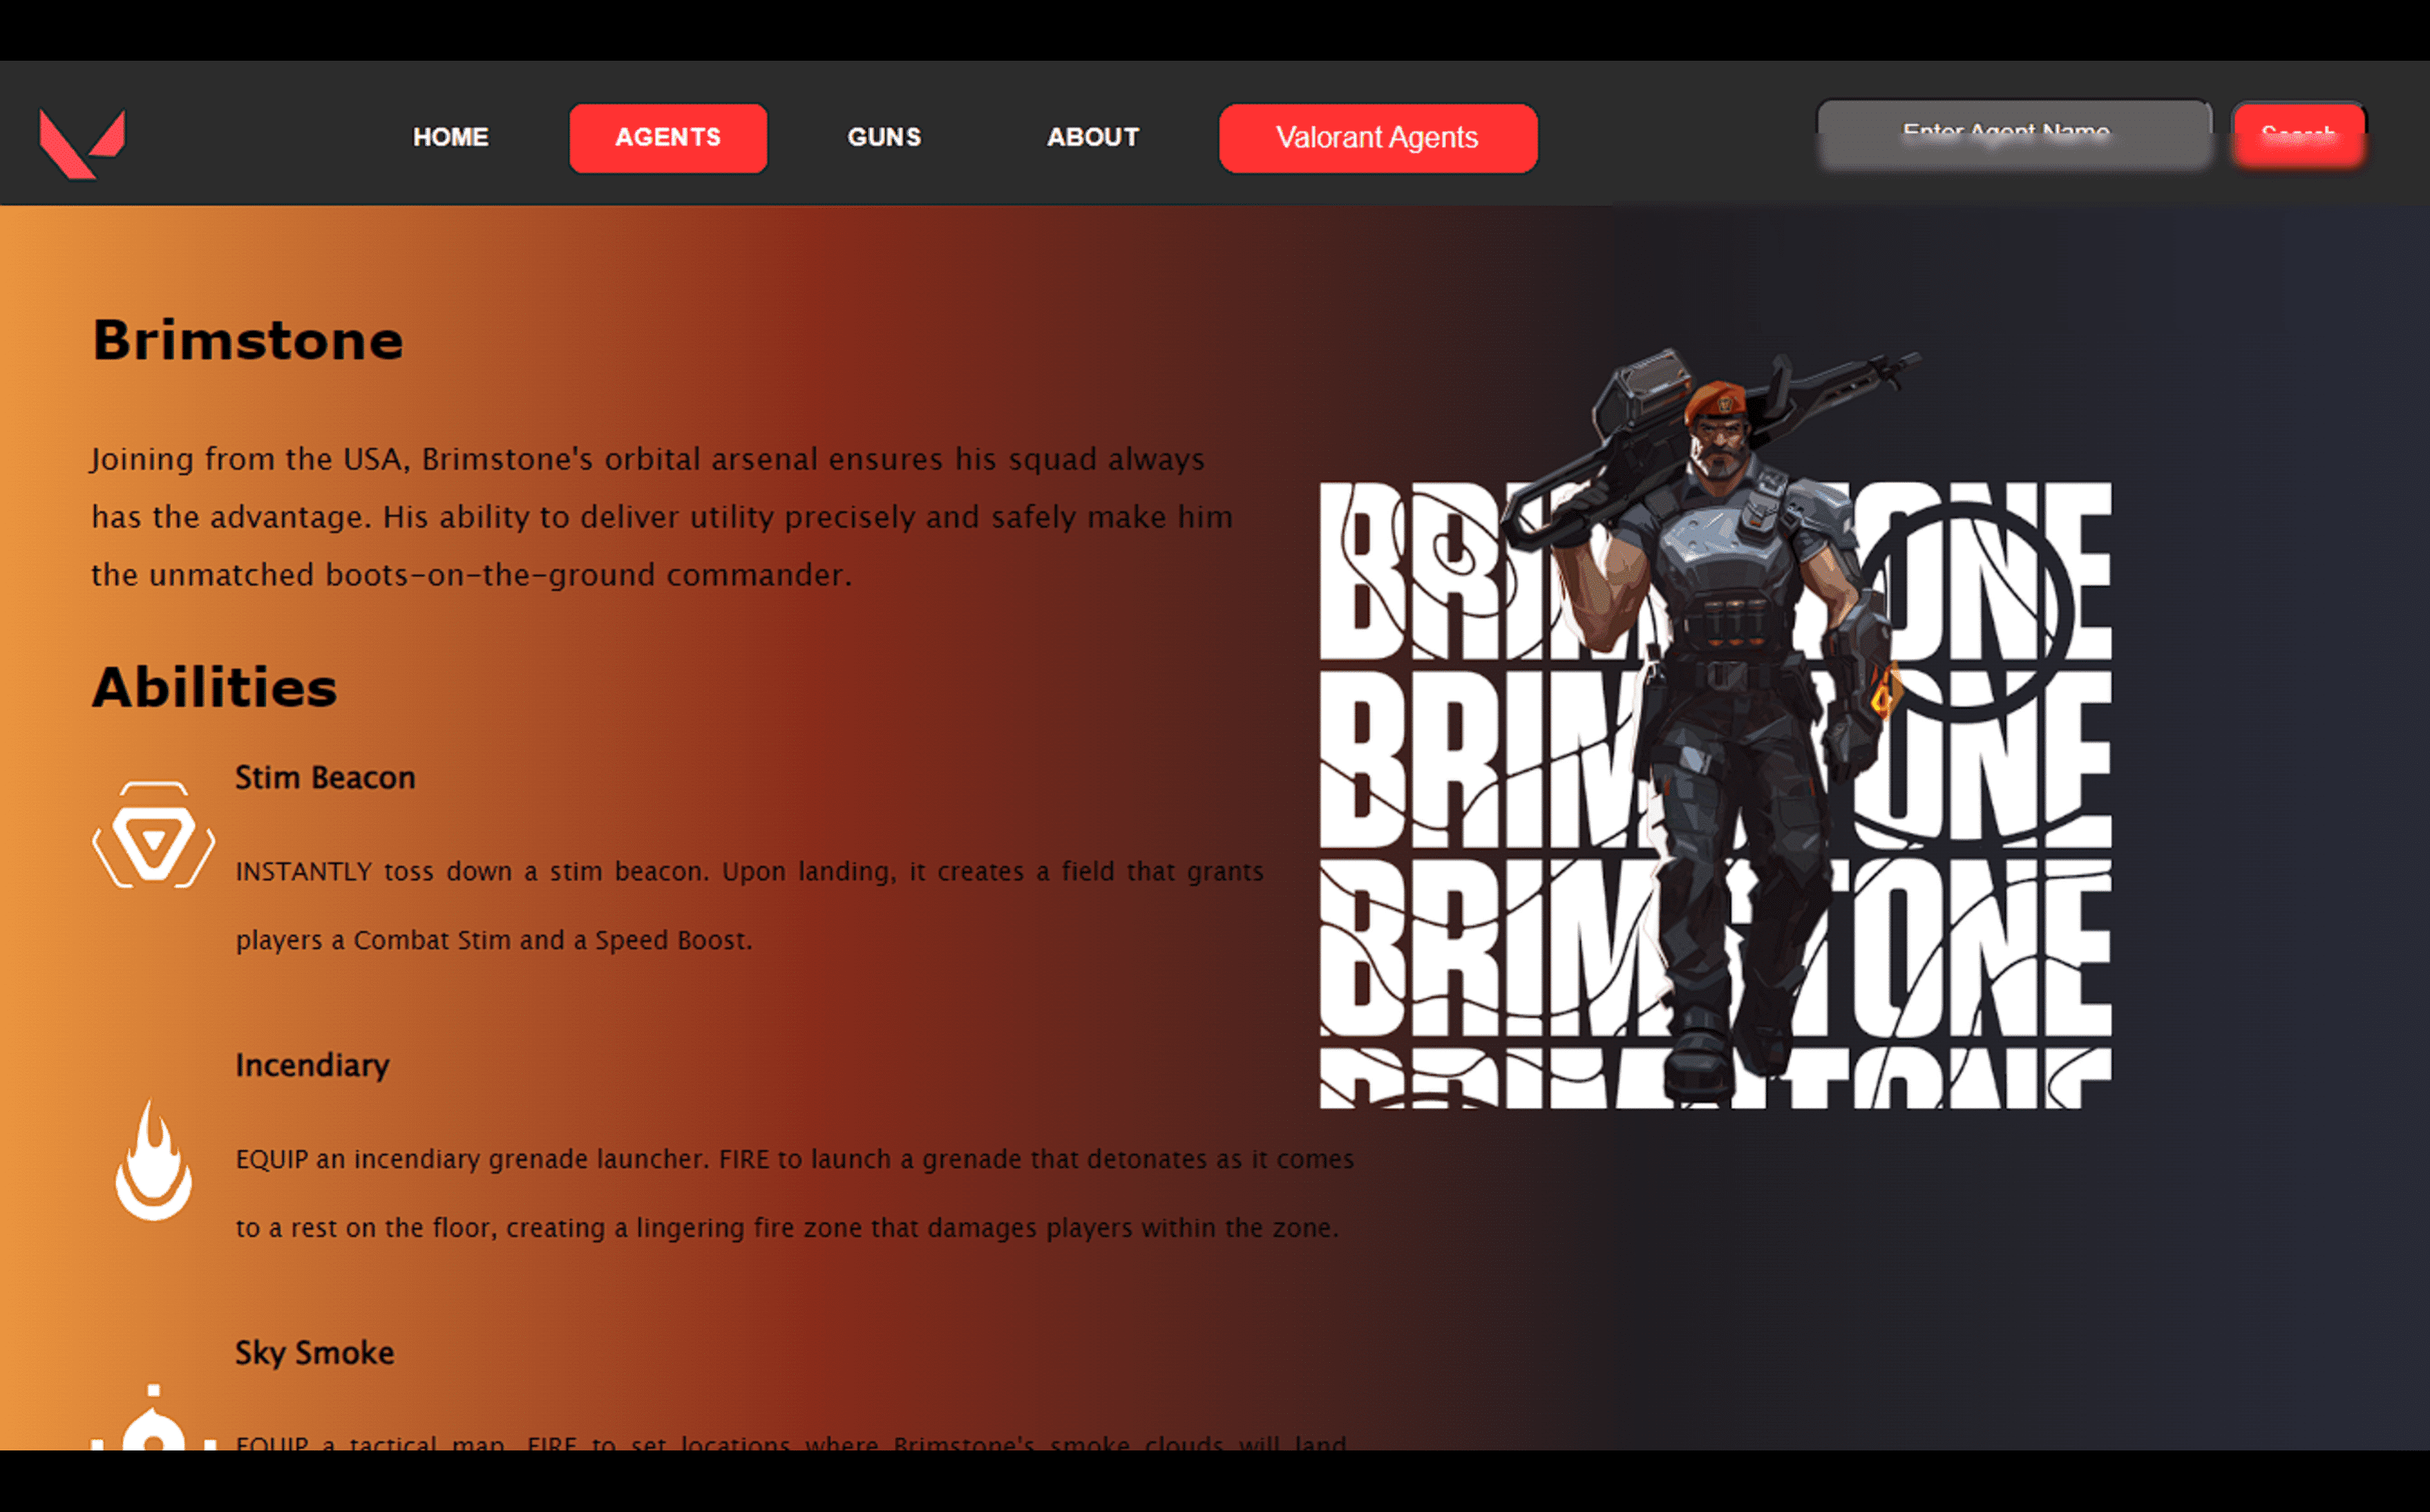 HOME AGENTS GUNS ABOUT Valorant Agents Enter Agent Name Search
Brimstone
Joining from the USA, Brimstone's orbital arsenal ensures his squad always
has the advantage. His ability to deliver utility precisely and safely make him
the unmatched boots-on-the-ground commander.
Abilities
Stim Beacon
INSTANTLY toss down a stim beacon. Upon landing, it creates a field that grants
players a Combat Stim and a Speed Boost.
Incendiary
EQUIP an incendiary grenade launcher. FIRE to launch a grenade that detonates as it comes
to a rest on the floor, creating a lingering fire zone that damages players within the zone.
Sky Smoke
EQUIP a tactical map. FIRE to set locations where Brimstone's smoke clouds will land.
BRIMSTONE
BRIMSTONE
BRIMSTONE
BRIMSTONE